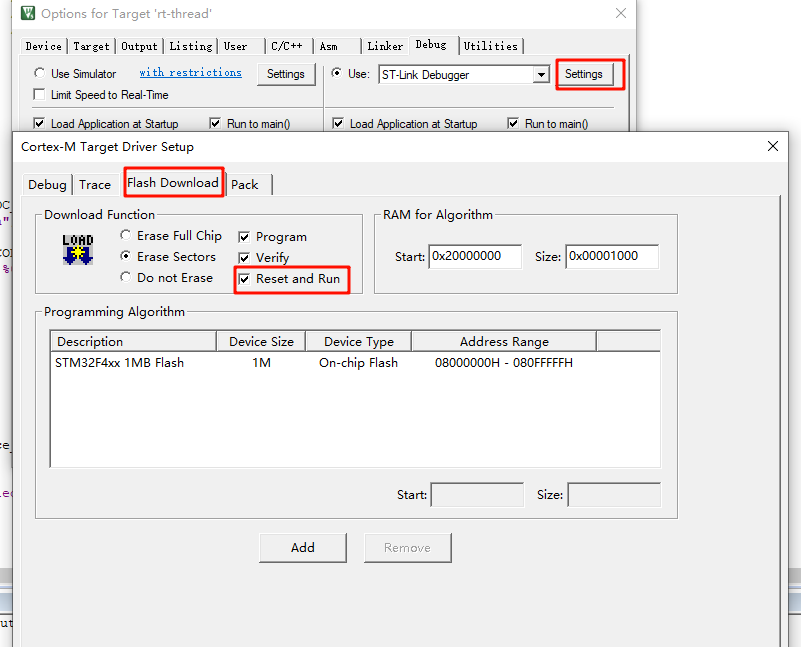 Options for Target 'rt-thread'
Device Target Output Listing User C/C++ Asm Linker Debug Utilities
Use Simulator with restrictions Settings Use: ST-Link Debugger Settings
Limit Speed to Real-Time
Load Application at Startup Run to main() Load Application at Startup Run to main()
Cortex-M Target Driver Setup
Debug Trace Flash Download Pack
Download Function RAM for Algorithm
LOAD Erase Full Chip Program
Erase Sectors Verify Start: 0x20000000 Size: 0x00001000
Do not Erase Reset and Run
Programming Algorithm
Description Device Size Device Type Address Range
STM32F4xx 1MB Flash 1M On-chip Flash 08000000H - 080FFFFFH
Start: Size:
Add Remove